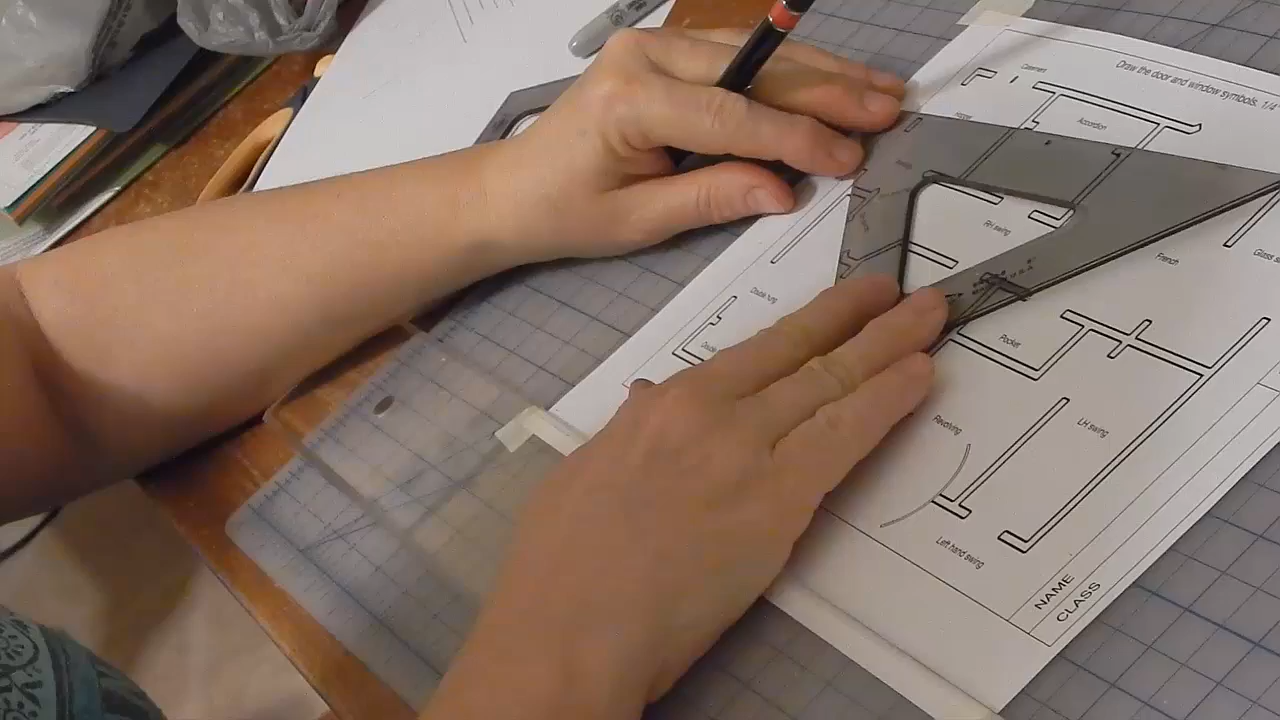 Draw the door and window symbols. 1/4"
Casement
Hopper
Accordion
RH swing
French
Double hung
Pocket
Revolving
LH swing
Left hand swing
NAME
CLASS